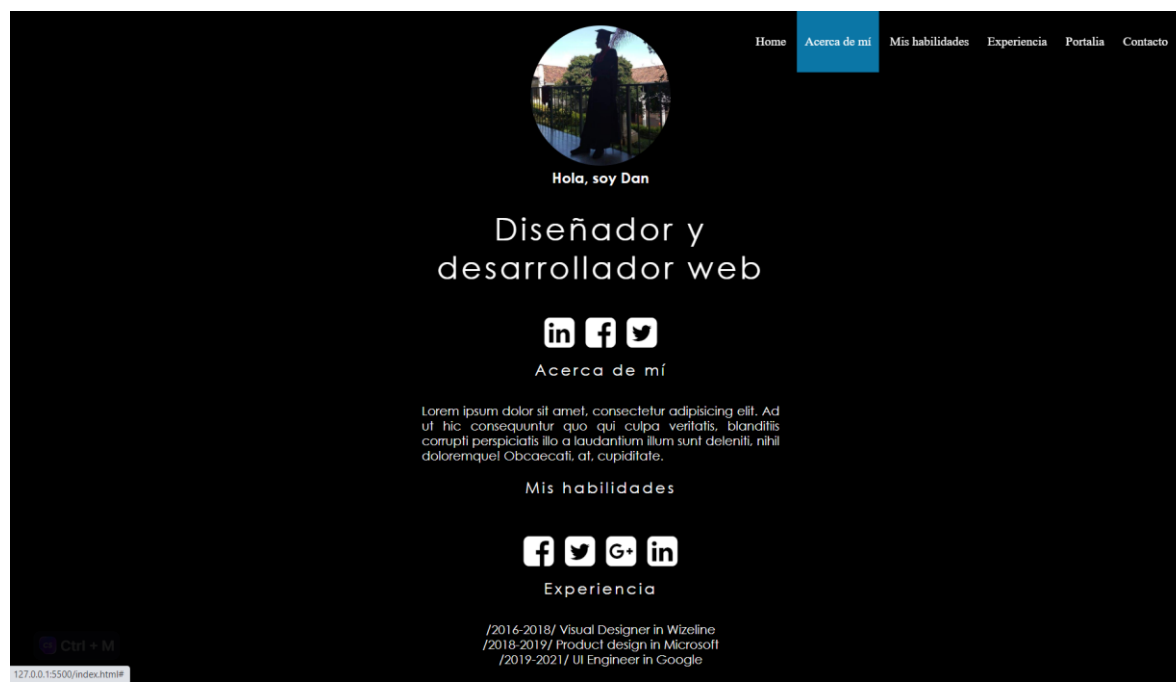 Home Acerca de mí Mis habilidades Experiencia Portalia Contacto
Hola, soy Dan
Diseñador y
desarrollador web
in f
Acerca de mí
Lorem ipsum dolor sit amet, consectetur adipisicing elit. Ad
ut hic consequuntur quo qui culpa veritatis, blanditiis
corrupti perspiciatis illo a laudantium illum sunt deleniti, nihil
doloremque! Obcaecati, at, cupiditate.
Mis habilidades
f G+ in
Experiencia
/2016-2018/ Visual Designer in Wizeline
/2018-2019/ Product design in Microsoft
/2019-2021/ UI Engineer in Google
Ctrl + M
127.0.0.1:5500/index.html#